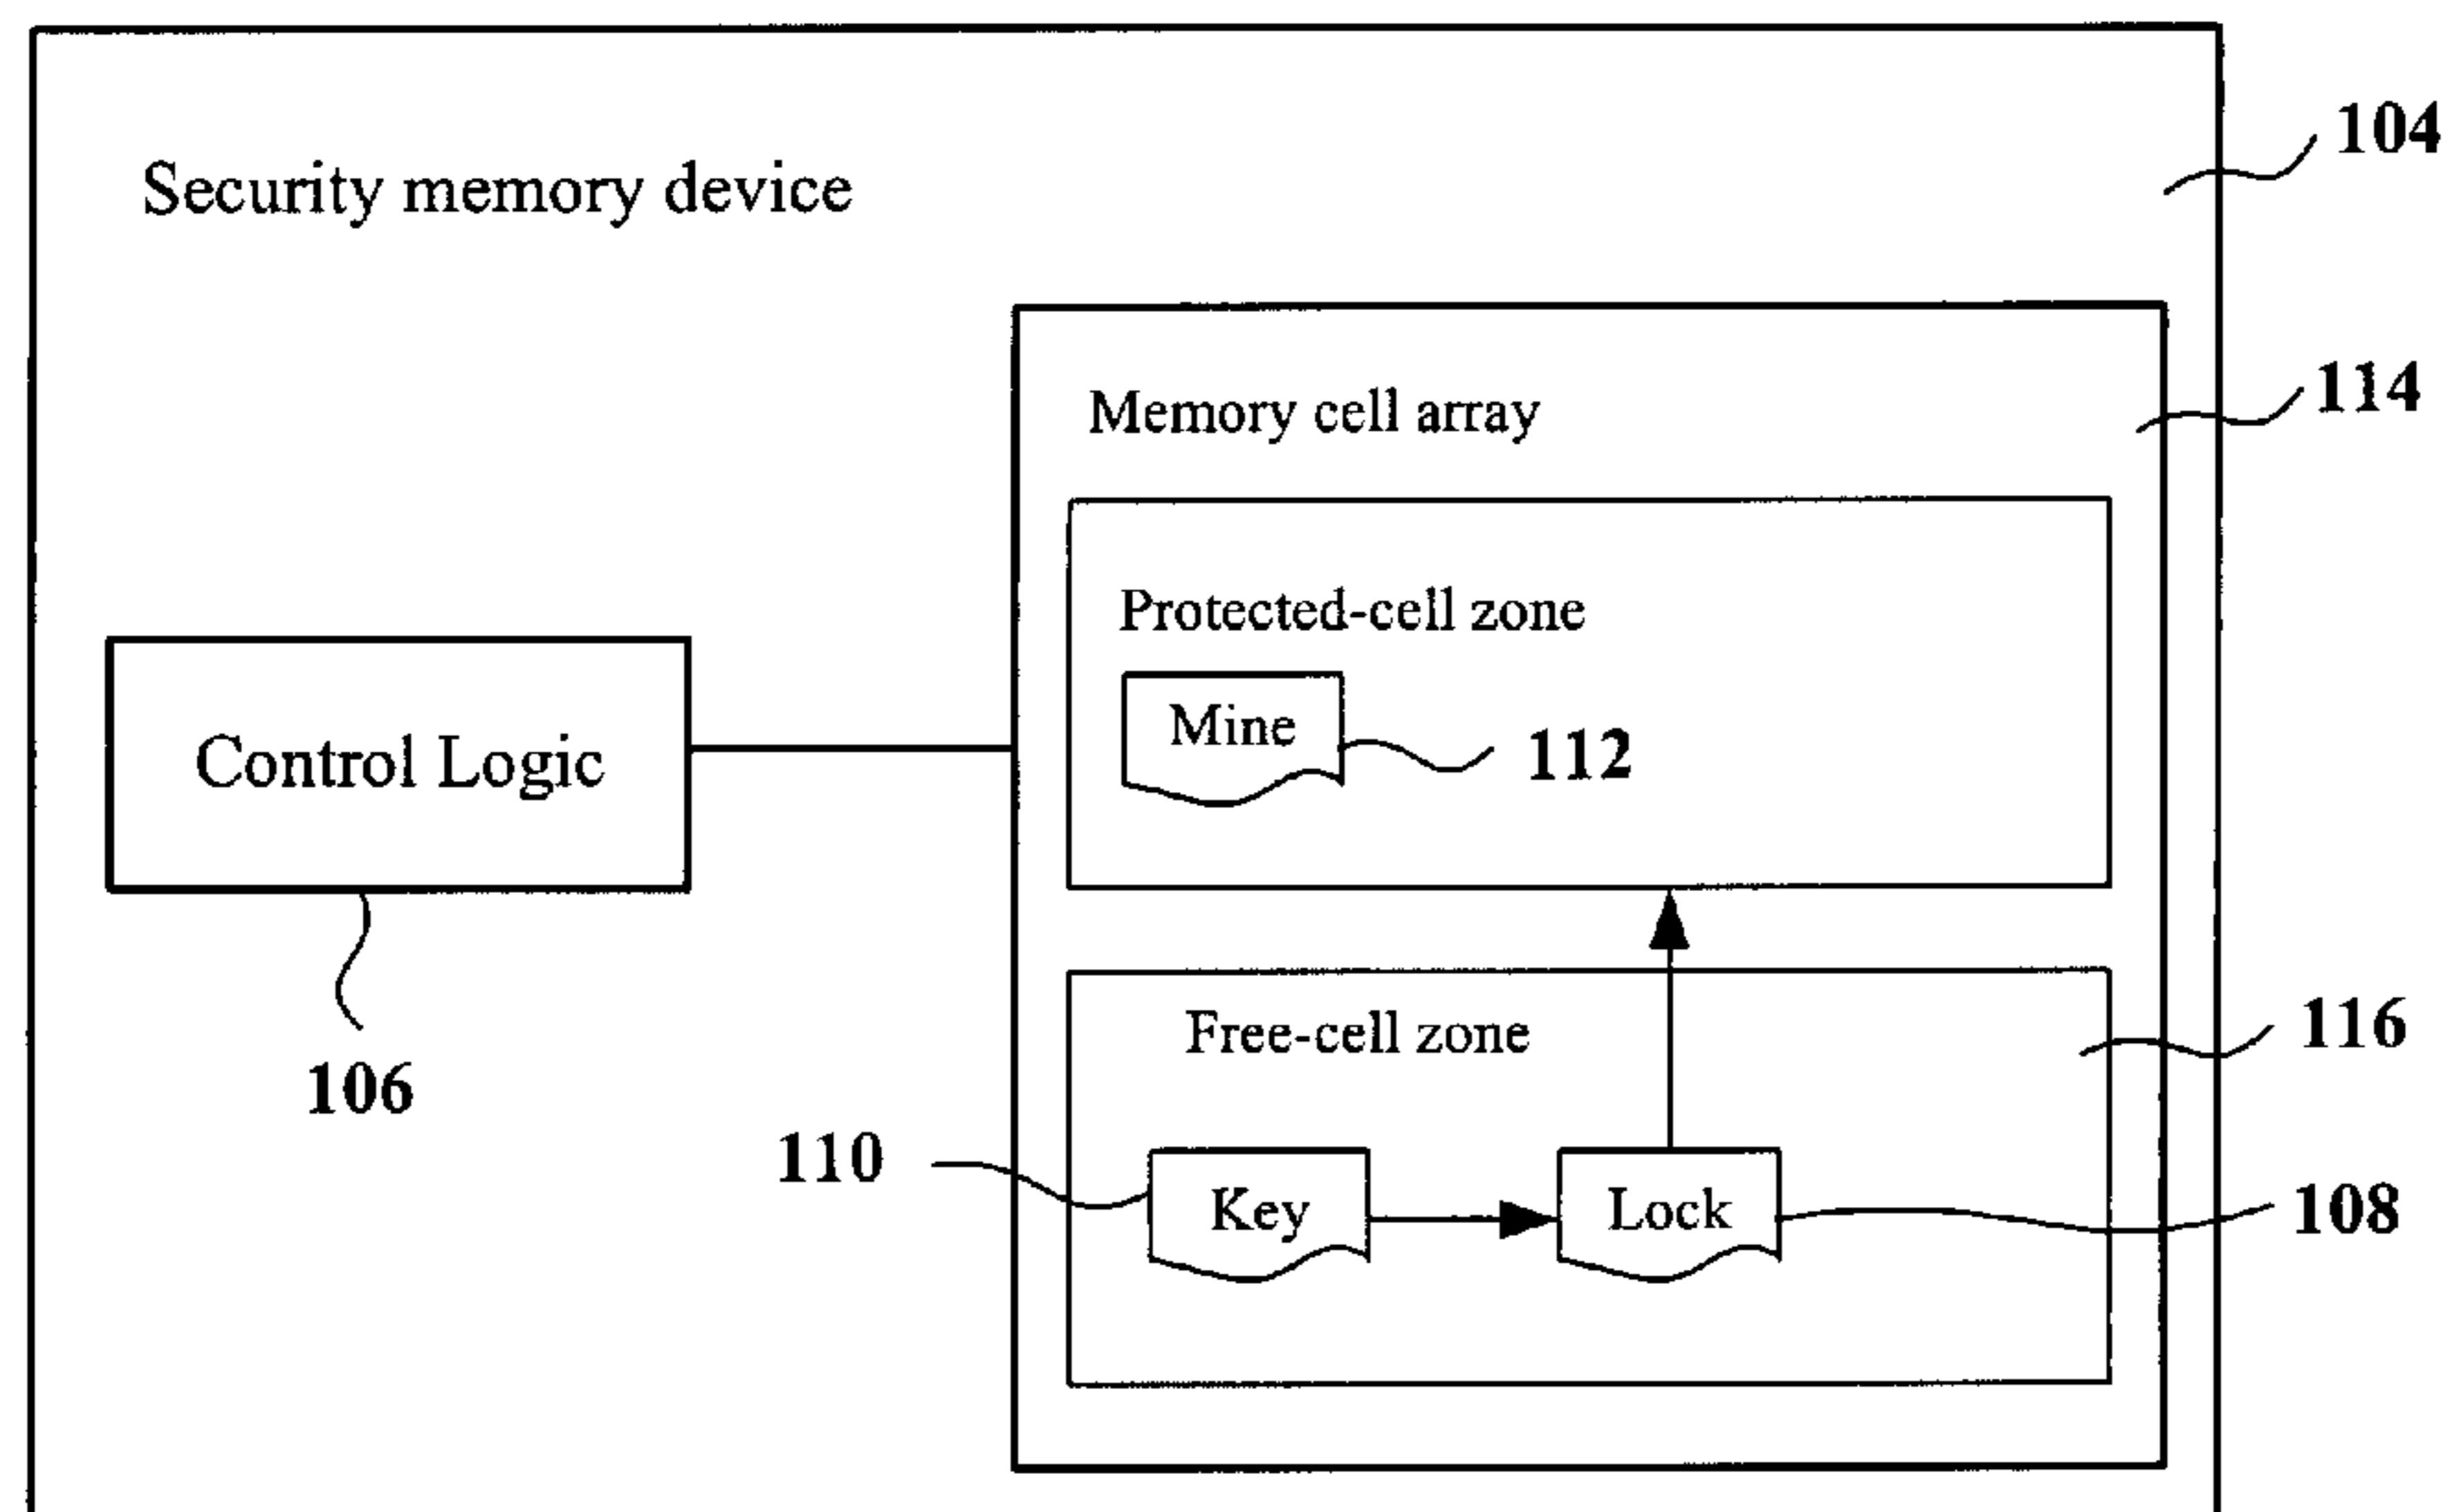 104
Security memory device
114
Memory cell array
Protected-cell zone
Mine
112
Control Logic
106
Free-cell zone
116
110
Key
Lock
108